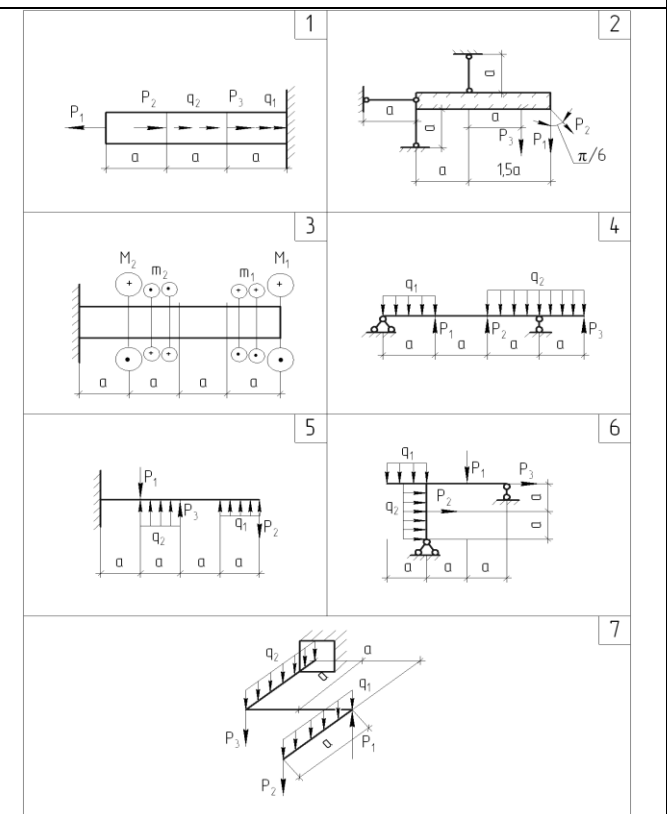 1
P₁ P₂ q₂ P₃ q₁
a a a
2
a
a a a P₂
P₃ P₁
π/6
a 1,5a
3
M₂ m₂ m₁ M₁
a a a a
4
q₁ q₂
P₁ P₂ P₃
a a a a
5
P₁
P₃ q₁ P₂
q₂
a a a a
6
q₁ P₁ P₃
q₂ P₂ a
a
a a a
7
q₂ a
a q₁
P₃ a P₁
P₂